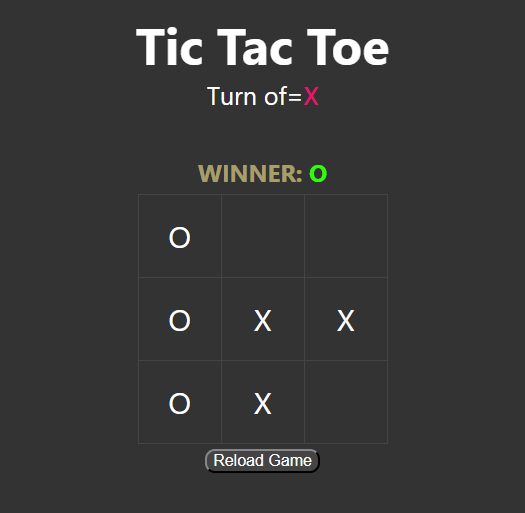 Tic Tac Toe
Turn of=X
WINNER: O
O
O X X
O X
Reload Game